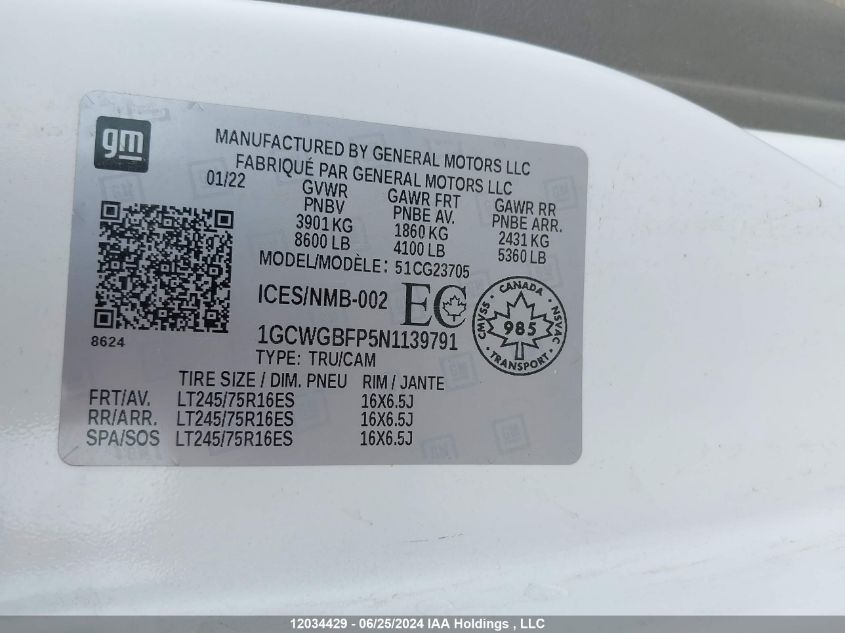 gm
MANUFACTURED BY GENERAL MOTORS LLC
FABRIQUÉ PAR GENERAL MOTORS LLC
01/22 GVWR GAWR FRT GAWR RR
PNBV PNBE AV. PNBE ARR.
3901 KG 1860 KG 2431 KG
8600 LB 4100 LB 5360 LB
MODEL/MODÈLE: 51CG23705
ICES/NMB-002 EC
CANADA
CMVSS 985 NSVAC
TRANSPORT
8624
1GCWGBFP5N1139791
TYPE: TRU/CAM
TIRE SIZE / DIM. PNEU RIM / JANTE
FRT/AV. LT245/75R16ES 16X6.5J
RR/ARR. LT245/75R16ES 16X6.5J
SPA/SOS LT245/75R16ES 16X6.5J
12034429 - 06/25/2024 IAA Holdings , LLC